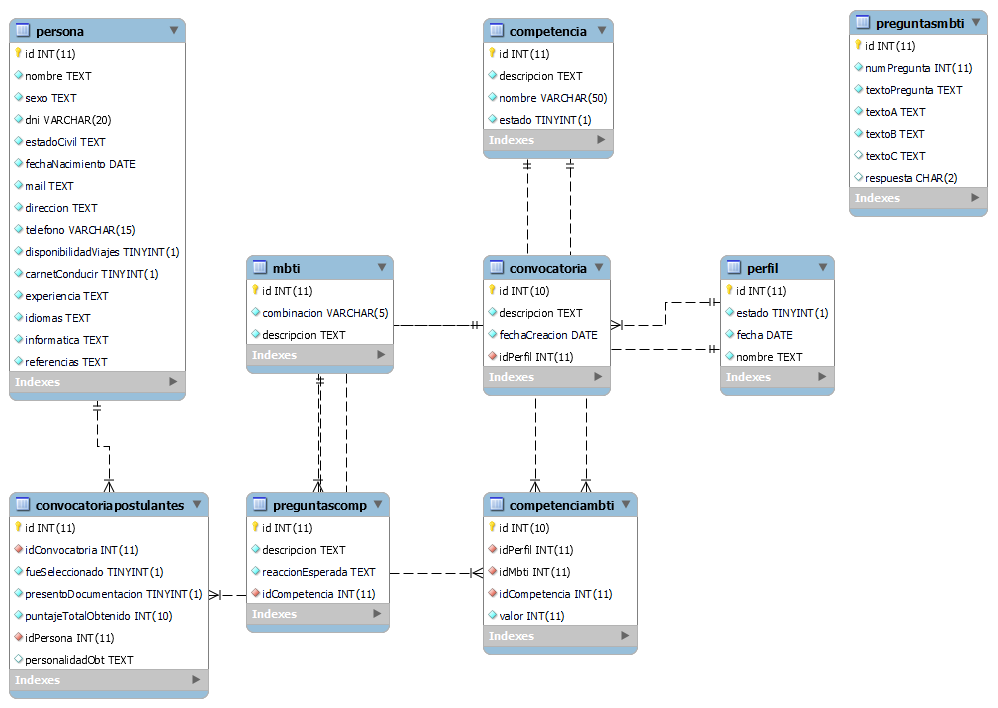 persona
id INT(11)
nombre TEXT
sexo TEXT
dni VARCHAR(20)
estadoCivil TEXT
fechaNacimiento DATE
mail TEXT
direccion TEXT
telefono VARCHAR(15)
disponibilidadViajes TINYINT(1)
carnetConducir TINYINT(1)
experiencia TEXT
idiomas TEXT
informatica TEXT
referencias TEXT
Indexes
competencia
id INT(11)
descripcion TEXT
nombre VARCHAR(50)
estado TINYINT(1)
Indexes
preguntasmbti
id INT(11)
numPregunta INT(11)
textoPregunta TEXT
textoA TEXT
textoB TEXT
textoC TEXT
respuesta CHAR(2)
Indexes
mbti
id INT(11)
combinacion VARCHAR(5)
descripcion TEXT
Indexes
convocatoria
id INT(10)
descripcion TEXT
fechaCreacion DATE
idPerfil INT(11)
Indexes
perfil
id INT(11)
estado TINYINT(1)
fecha DATE
nombre TEXT
Indexes
convocatoriapostulantes
id INT(11)
idConvocatoria INT(11)
fueSeleccionado TINYINT(1)
presentoDocumentacion TINYINT(1)
puntajeTotalObtenido INT(10)
idPersona INT(11)
personalidadObt TEXT
Indexes
preguntascomp
id INT(11)
descripcion TEXT
reaccionEsperada TEXT
idCompetencia INT(11)
Indexes
competenciambti
id INT(10)
idPerfil INT(11)
idMbti INT(11)
idCompetencia INT(11)
valor INT(11)
Indexes